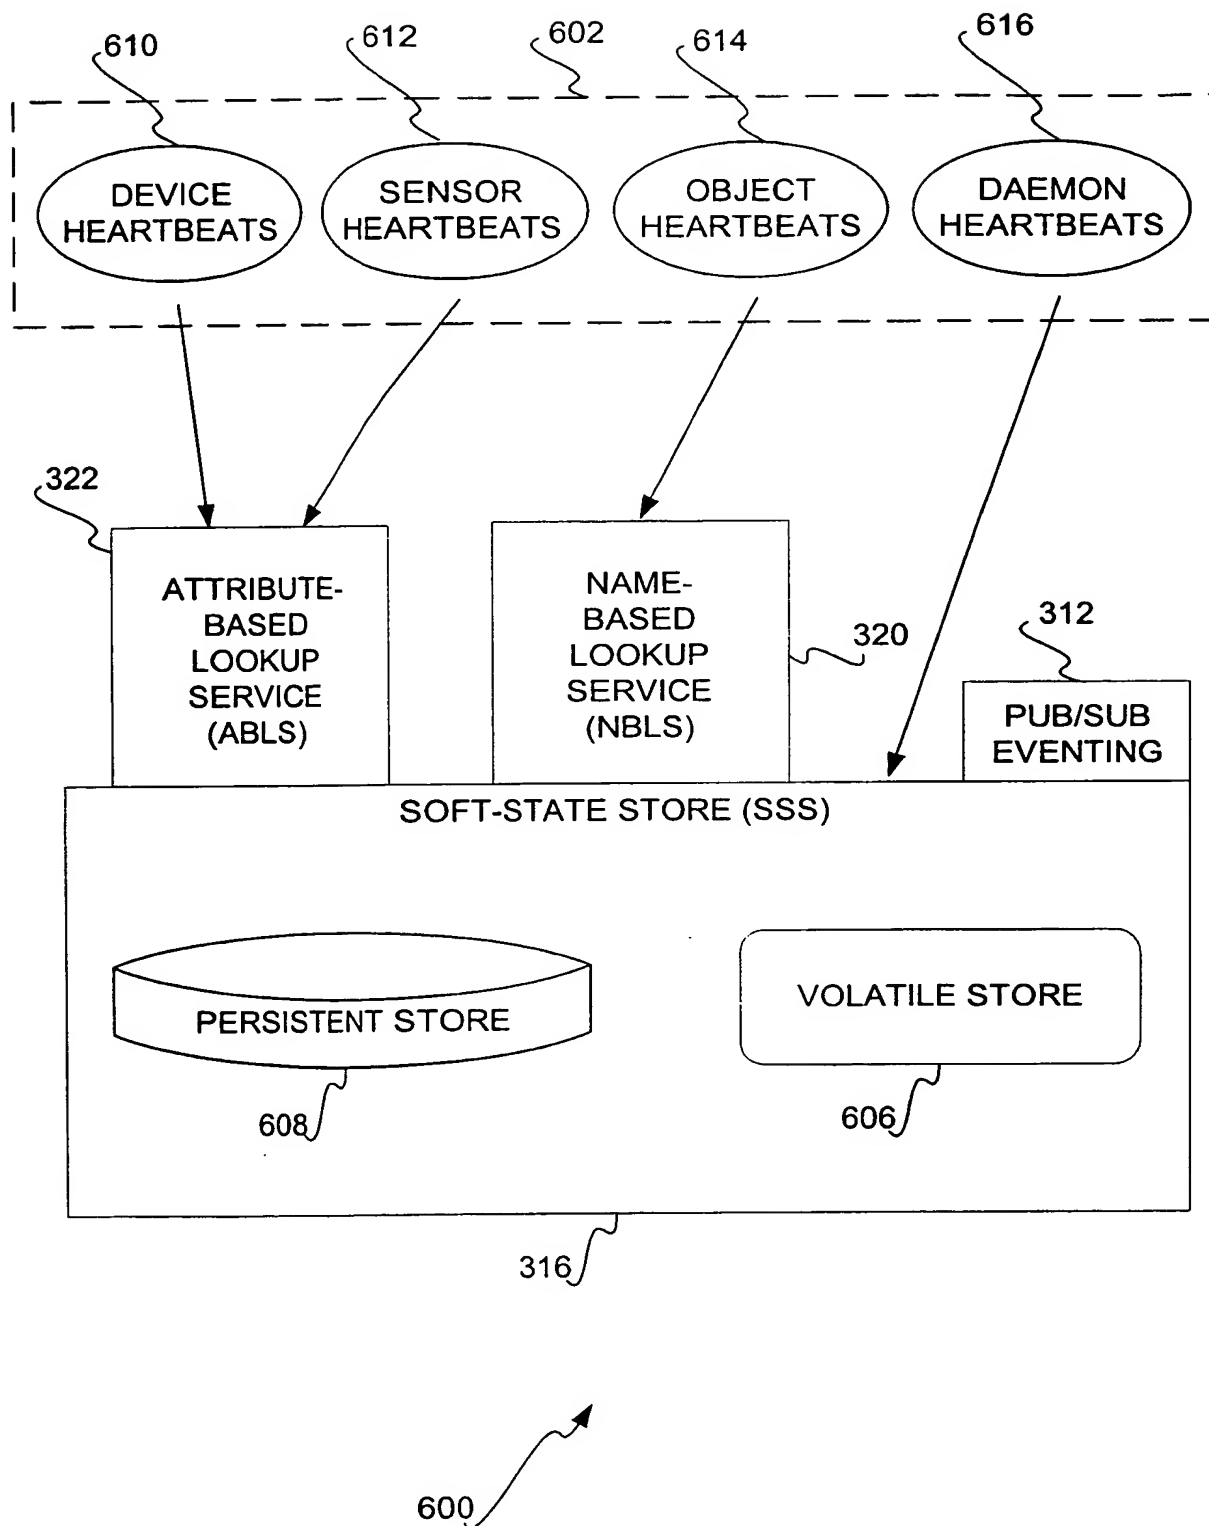 610
612
602
614
616
DEVICE
HEARTBEATS
SENSOR
HEARTBEATS
OBJECT
HEARTBEATS
DAEMON
HEARTBEATS
322
ATTRIBUTE-
BASED
LOOKUP
SERVICE
(ABLS)
NAME-
BASED
LOOKUP
SERVICE
(NBLS)
320
312
PUB/SUB
EVENTING
SOFT-STATE STORE (SSS)
PERSISTENT STORE
VOLATILE STORE
608
606
316
600